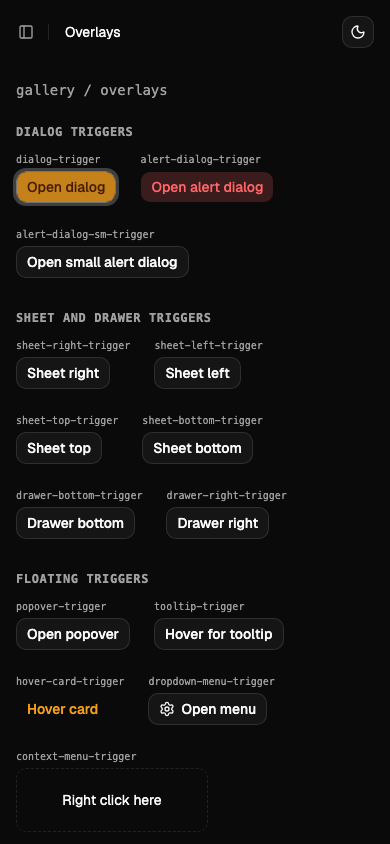 Overlays
gallery / overlays
DIALOG TRIGGERS
dialog-trigger
alert-dialog-trigger
Open dialog
Open alert dialog
alert-dialog-sm-trigger
Open small alert dialog
SHEET AND DRAWER TRIGGERS
sheet-right-trigger
sheet-left-trigger
Sheet right
Sheet left
sheet-top-trigger
sheet-bottom-trigger
Sheet top
Sheet bottom
drawer-bottom-trigger
drawer-right-trigger
Drawer bottom
Drawer right
FLOATING TRIGGERS
popover-trigger
tooltip-trigger
Open popover
Hover for tooltip
hover-card-trigger
dropdown-menu-trigger
Hover card
Open menu
context-menu-trigger
Right click here